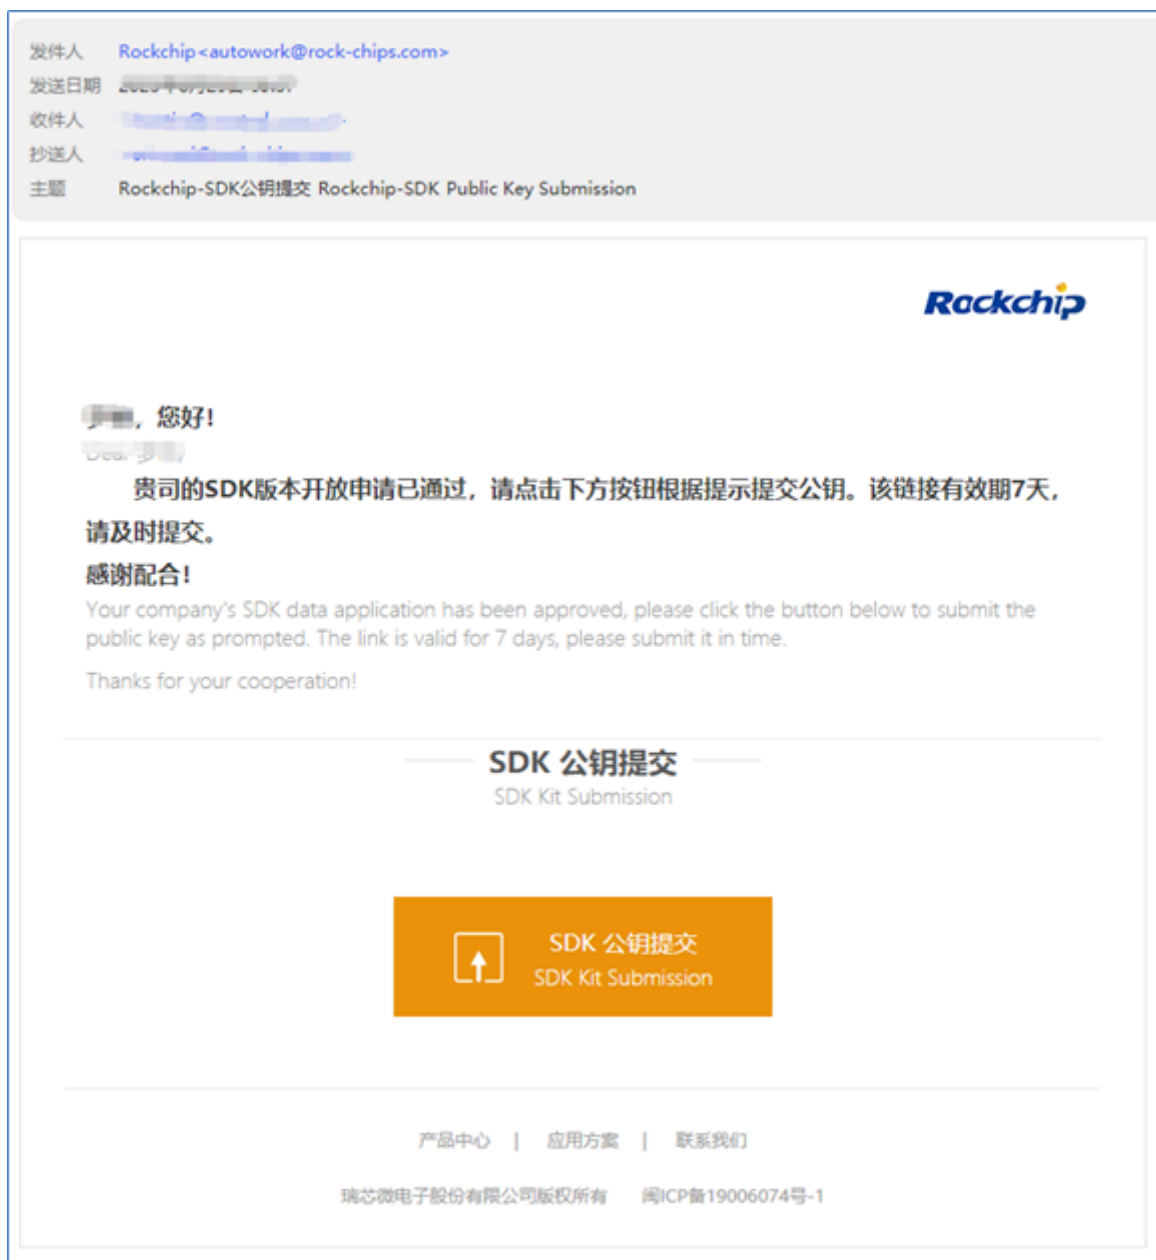 发件人 Rockchip<autowork@rock-chips.com>
发送日期
收件人
抄送人
主题 Rockchip-SDK公钥提交 Rockchip-SDK Public Key Submission
Rockchip
，您好！
Dear
贵司的SDK版本开放申请已通过，请点击下方按钮根据提示提交公钥。该链接有效期7天，
请及时提交。
感谢配合！
Your company's SDK data application has been approved, please click the button below to submit the
public key as prompted. The link is valid for 7 days, please submit it in time.
Thanks for your cooperation!
SDK 公钥提交
SDK Kit Submission
SDK 公钥提交
SDK Kit Submission
产品中心 | 应用方案 | 联系我们
瑞芯微电子股份有限公司版权所有 闽ICP备19006074号-1